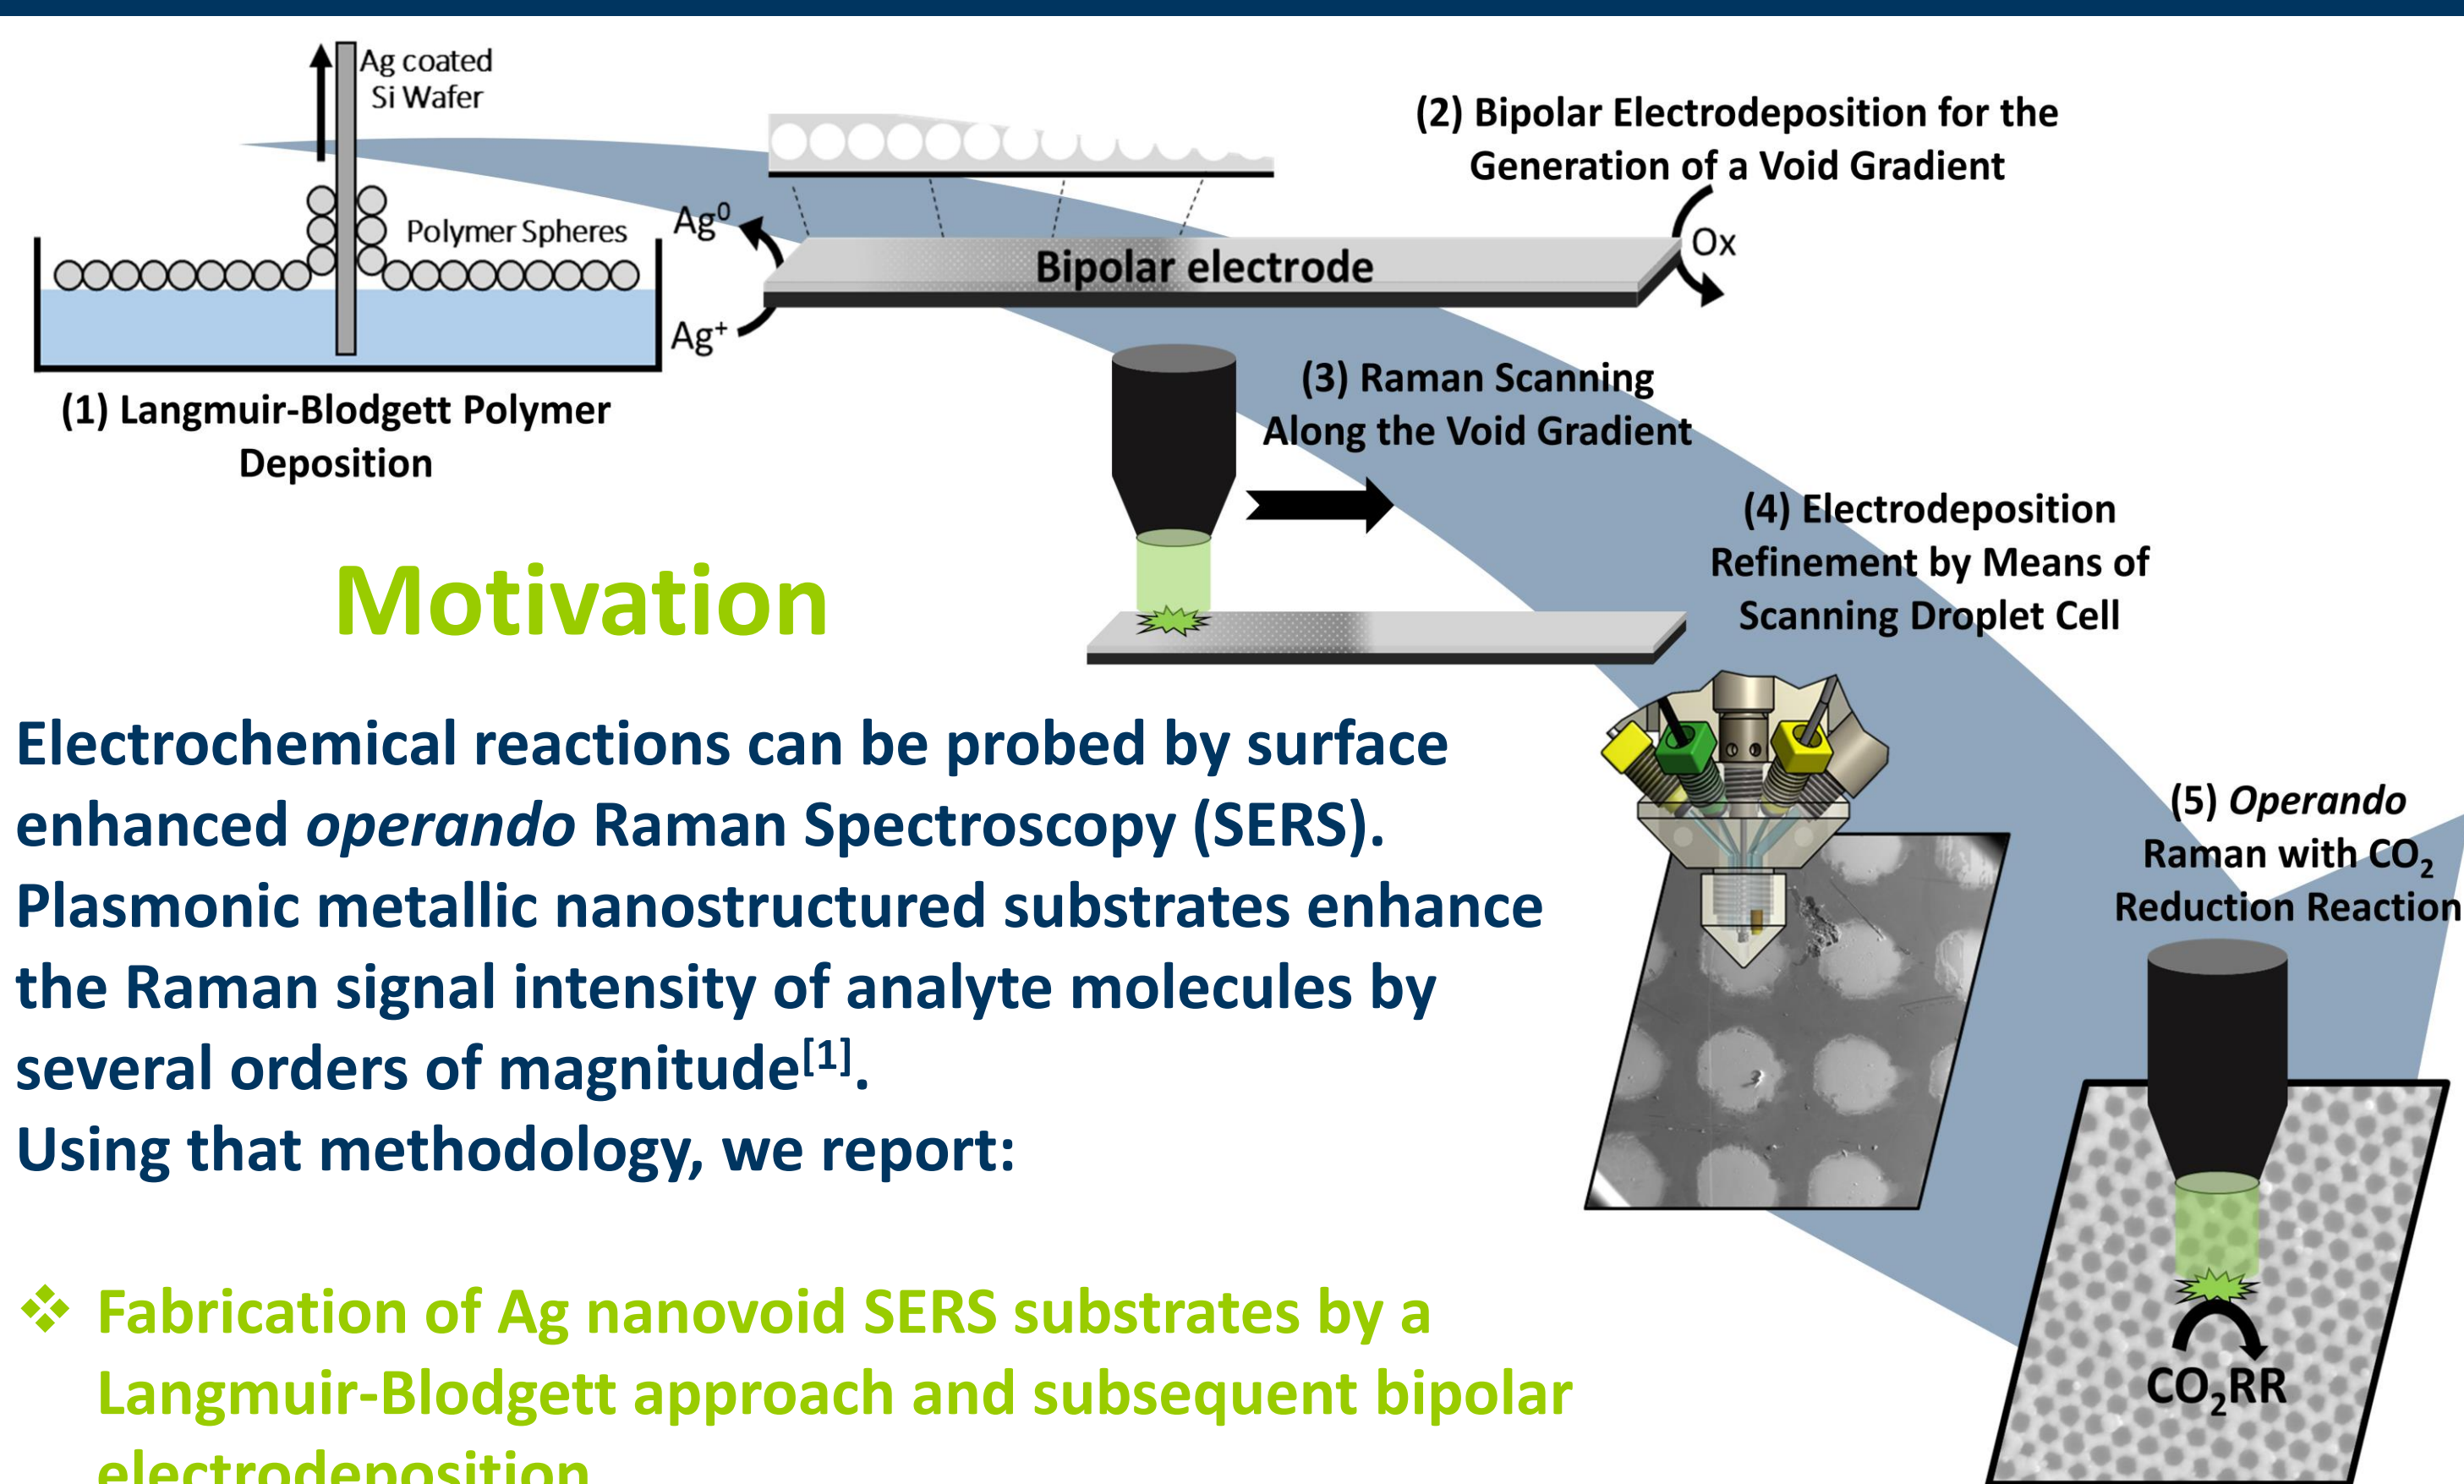 Ag coated
Si Wafer
Polymer Spheres
(1) Langmuir-Blodgett Polymer
Deposition
Ag⁰
Ag⁺
Bipolar electrode
Ox
(2) Bipolar Electrodeposition for the
Generation of a Void Gradient
(3) Raman Scanning
Along the Void Gradient
(4) Electrodeposition
Refinement by Means of
Scanning Droplet Cell
(5) Operando
Raman with CO₂
Reduction Reaction
CO₂RR
Motivation
Electrochemical reactions can be probed by surface
enhanced operando Raman Spectroscopy (SERS).
Plasmonic metallic nanostructured substrates enhance
the Raman signal intensity of analyte molecules by
several orders of magnitude[1].
Using that methodology, we report:
❖ Fabrication of Ag nanovoid SERS substrates by a
Langmuir-Blodgett approach and subsequent bipolar
electrodeposition